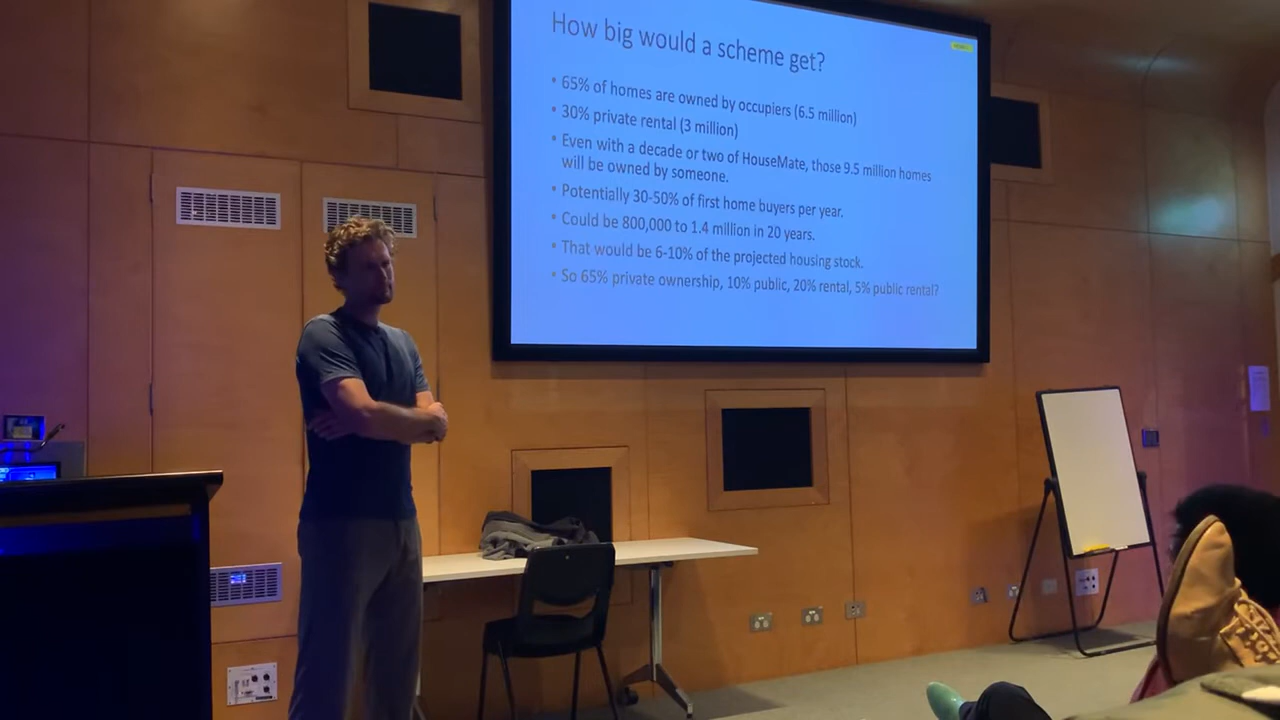 How big would a scheme get?
• 65% of homes are owned by occupiers (6.5 million)
• 30% private rental (3 million)
• Even with a decade or two of HouseMate, those 9.5 million homes
will be owned by someone.
• Potentially 30-50% of first home buyers per year.
• Could be 800,000 to 1.4 million in 20 years.
• That would be 6-10% of the projected housing stock.
• So 65% private ownership, 10% public, 20% rental, 5% public rental?